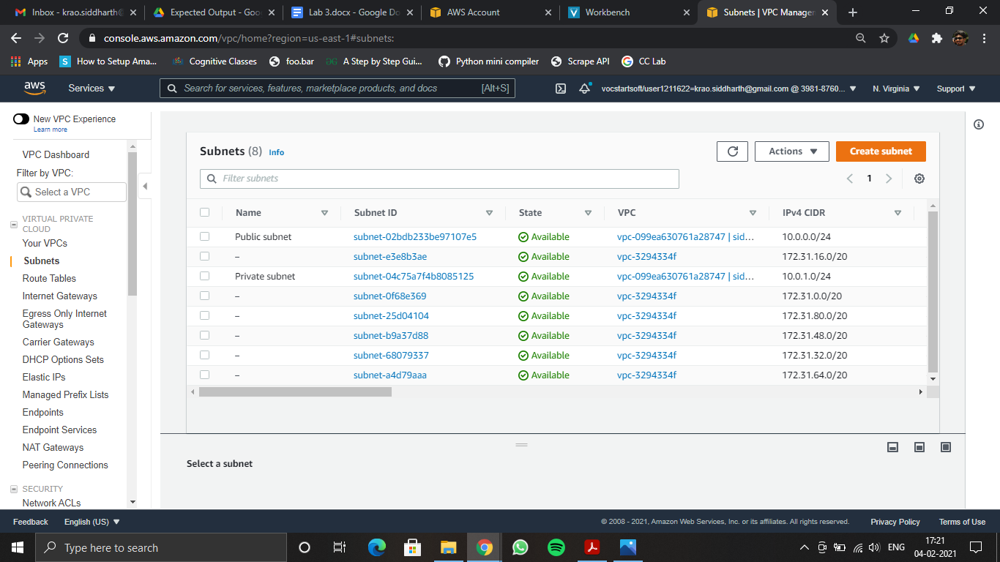 Inbox - krao.siddharth@
Expected Output - Goo
Lab 3.docx - Google Do
AWS Account
Workbench
Subnets | VPC Manager
console.aws.amazon.com/vpc/home?region=us-east-1#subnets:
Apps
How to Setup Ama...
Cognitive Classes
foo.bar
A Step by Step Gui...
Python mini compiler
Scrape API
CC Lab
aws
Services
Search for services, features, marketplace products, and docs
[Alt+S]
vocstartsoft/user1211622=krao.siddharth@gmail.com @ 3981-8760...
N. Virginia
Support
New VPC Experience
Learn more
VPC Dashboard
Filter by VPC:
Select a VPC
VIRTUAL PRIVATE
CLOUD
Your VPCs
Subnets
Route Tables
Internet Gateways
Egress Only Internet
Gateways
Carrier Gateways
DHCP Options Sets
Elastic IPs
Managed Prefix Lists
Endpoints
Endpoint Services
NAT Gateways
Peering Connections
SECURITY
Network ACLs
Subnets (8) Info
Actions
Create subnet
Filter subnets
1
Name Subnet ID State VPC IPv4 CIDR
Public subnet subnet-02bdb233be97107e5 Available vpc-099ea630761a28747 | sid... 10.0.0.0/24
– subnet-e3e8b3ae Available vpc-3294334f 172.31.16.0/20
Private subnet subnet-04c75a7f4b8085125 Available vpc-099ea630761a28747 | sid... 10.0.1.0/24
– subnet-0f68e369 Available vpc-3294334f 172.31.0.0/20
– subnet-25d04104 Available vpc-3294334f 172.31.80.0/20
– subnet-b9a37d88 Available vpc-3294334f 172.31.48.0/20
– subnet-68079337 Available vpc-3294334f 172.31.32.0/20
– subnet-a4d79aaa Available vpc-3294334f 172.31.64.0/20
Select a subnet
Feedback
English (US)
© 2008 - 2021, Amazon Web Services, Inc. or its affiliates. All rights reserved.
Privacy Policy
Terms of Use
Type here to search
ENG
17:21
04-02-2021